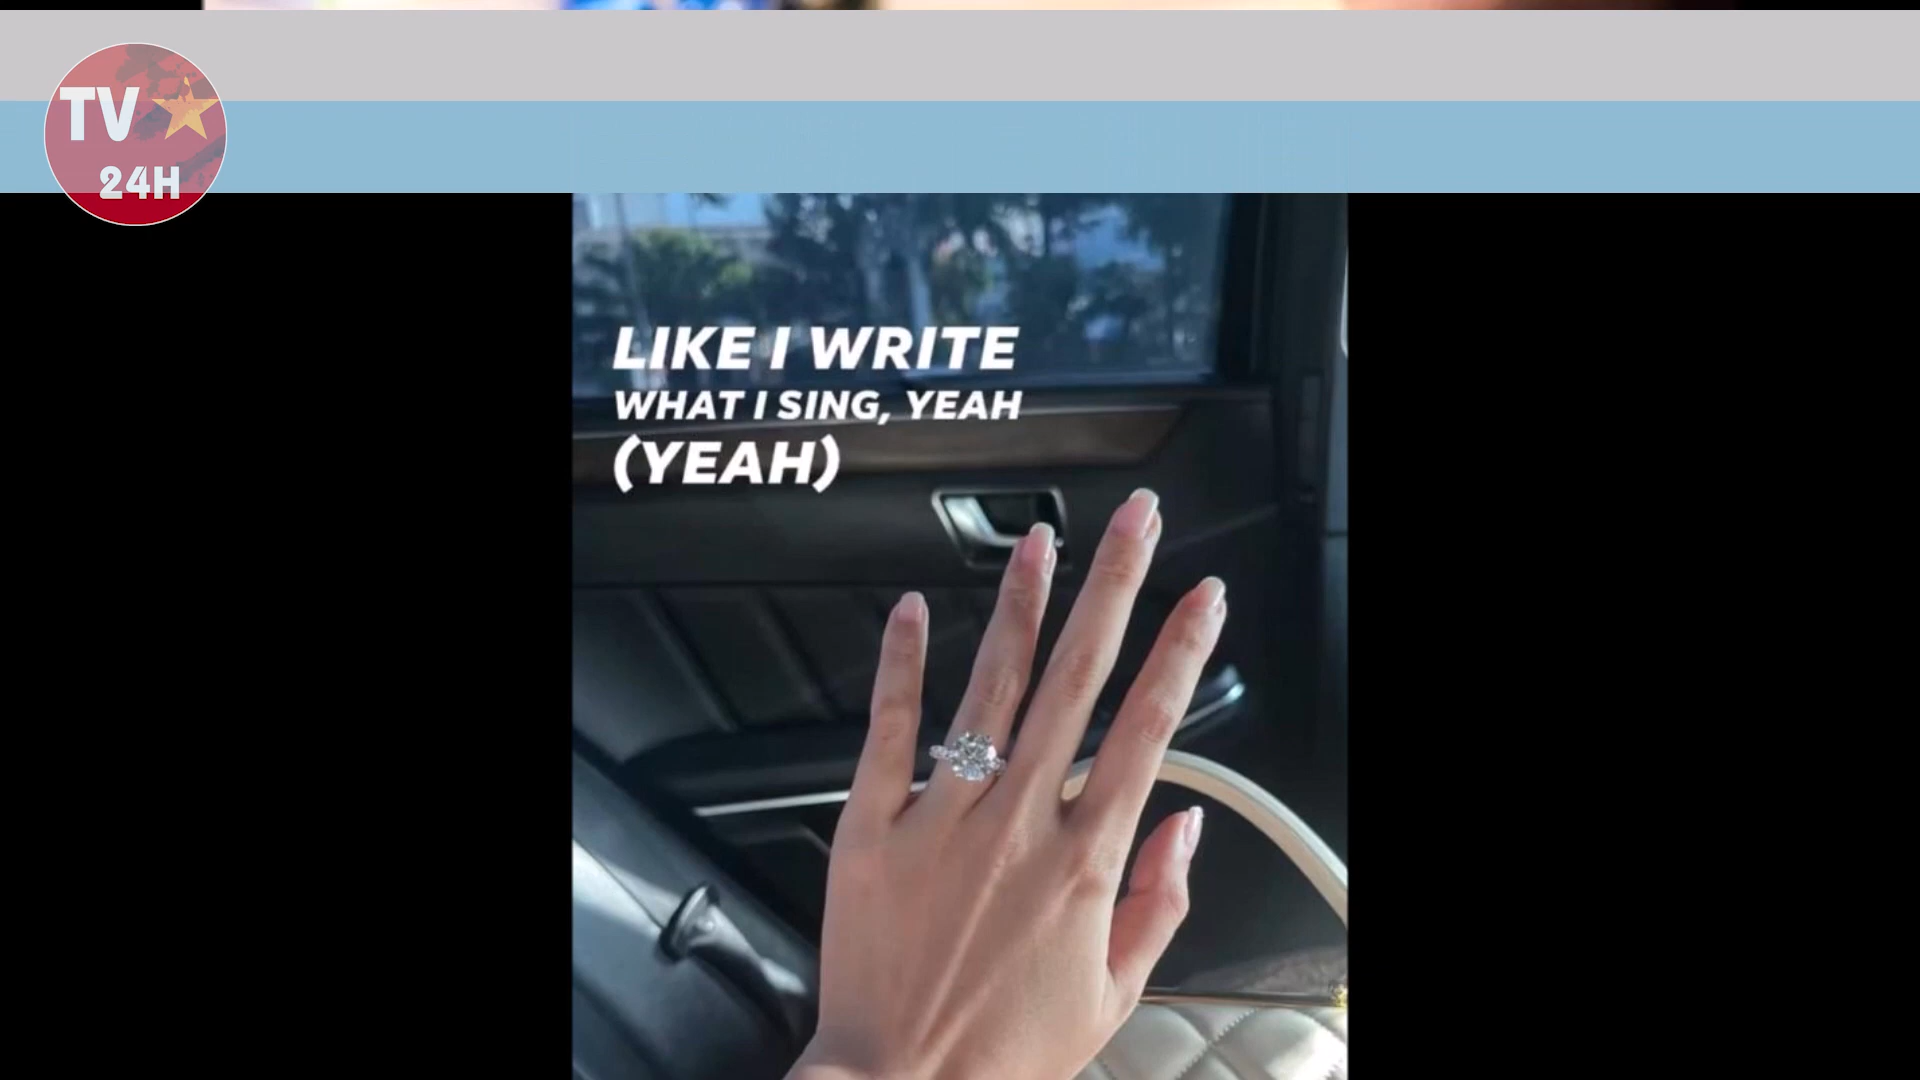 TV
24H
LIKE I WRITE
WHAT I SING, YEAH
(YEAH)